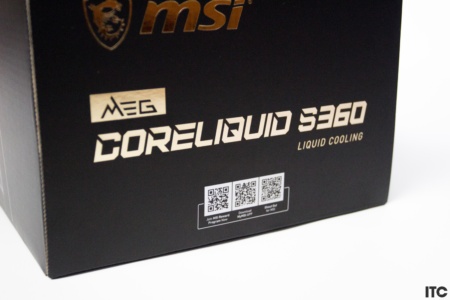 msi
MEG
CORELIQUID S360
LIQUID COOLING
ITC